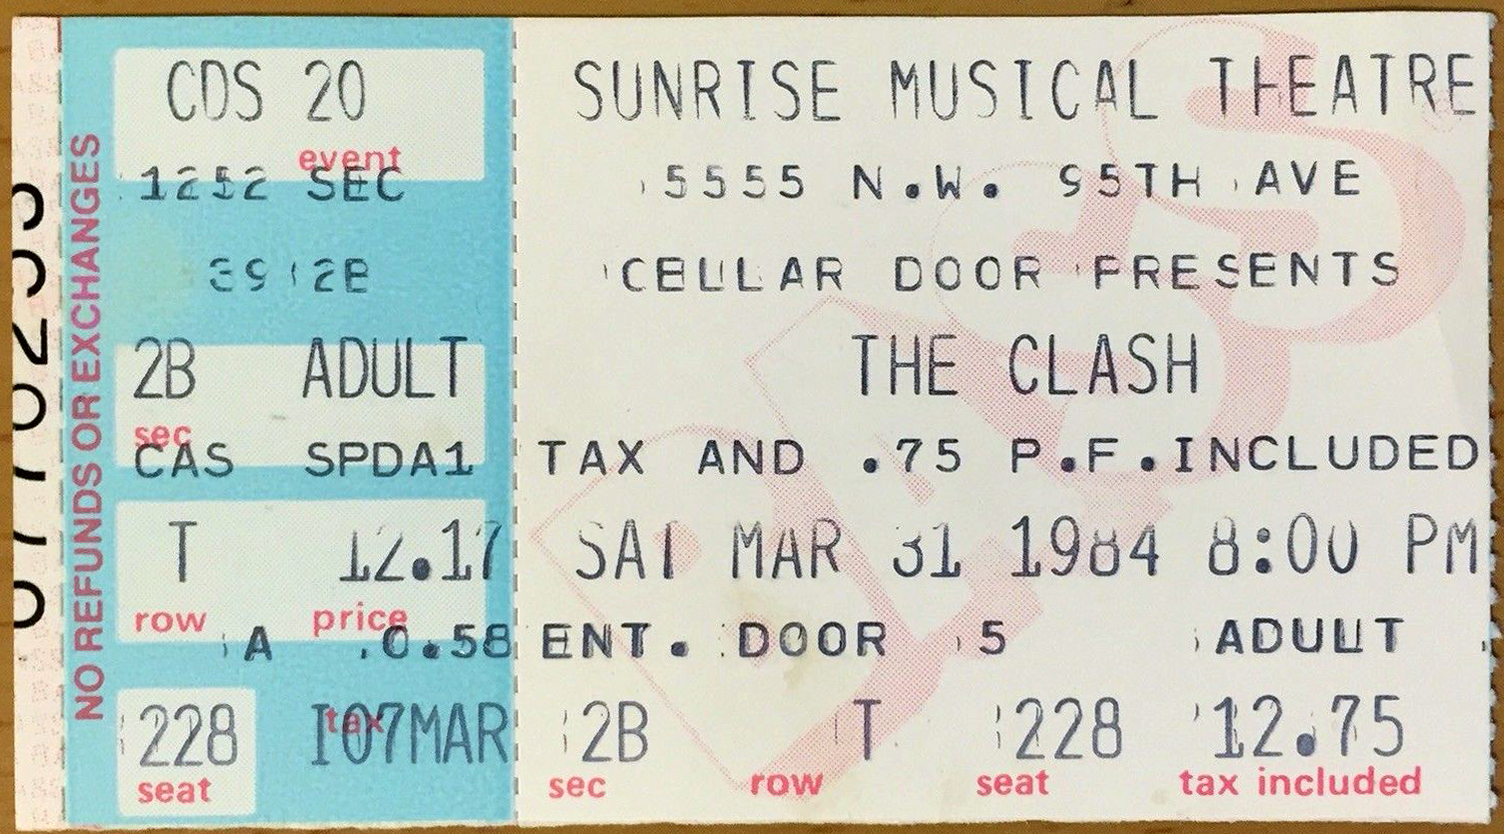 CDS 20
event
1252 SEC
39 2B
2B ADULT
sec
CAS SPDA1
T 12.17
row price
A 0.58
tax
228 107MAR
seat
NO REFUNDS OR EXCHANGES
SUNRISE MUSICAL THEATRE
5555 N.W. 95TH AVE
CELLAR DOOR PRESENTS
THE CLASH
TAX AND .75 P.F.INCLUDED
SAT MAR 31 1984 8:00 PM
ENT. DOOR 5 ADULT
2B T 228 12.75
sec row seat tax included